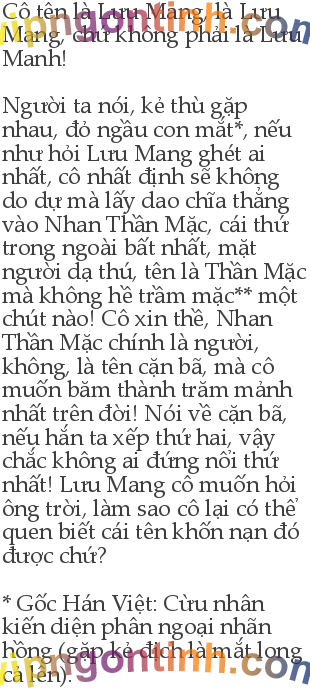 Cô tên là Lưu Mang, là Lưu
Mang, chứ không phải là Lưu
Manh!
Người ta nói, kẻ thù gặp
nhau, đỏ ngầu con mắt*, nếu
như hỏi Lưu Mang ghét ai
nhất, cô nhất định sẽ không
do dự mà lấy dao chĩa thẳng
vào Nhan Thần Mặc, cái thứ
trong ngoài bất nhất, mặt
người dạ thú, tên là Thần Mặc
mà không hề trầm mặc** một
chút nào! Cô xin thề, Nhan
Thần Mặc chính là người,
không, là tên cặn bã, mà cô
muốn băm thành trăm mảnh
nhất trên đời! Nói về cặn bã,
nếu hắn ta xếp thứ hai, vậy
chắc không ai đứng nổi thứ
nhất! Lưu Mang cô muốn hỏi
ông trời, làm sao cô lại có thể
quen biết cái tên khốn nạn đó
được chứ?
* Gốc Hán Việt: Cừu nhân
kiến diện phân ngoại nhãn
hồng (gặp kẻ địch là mắt long
cả lên).
vipngontinh.com
vipngontinh.com